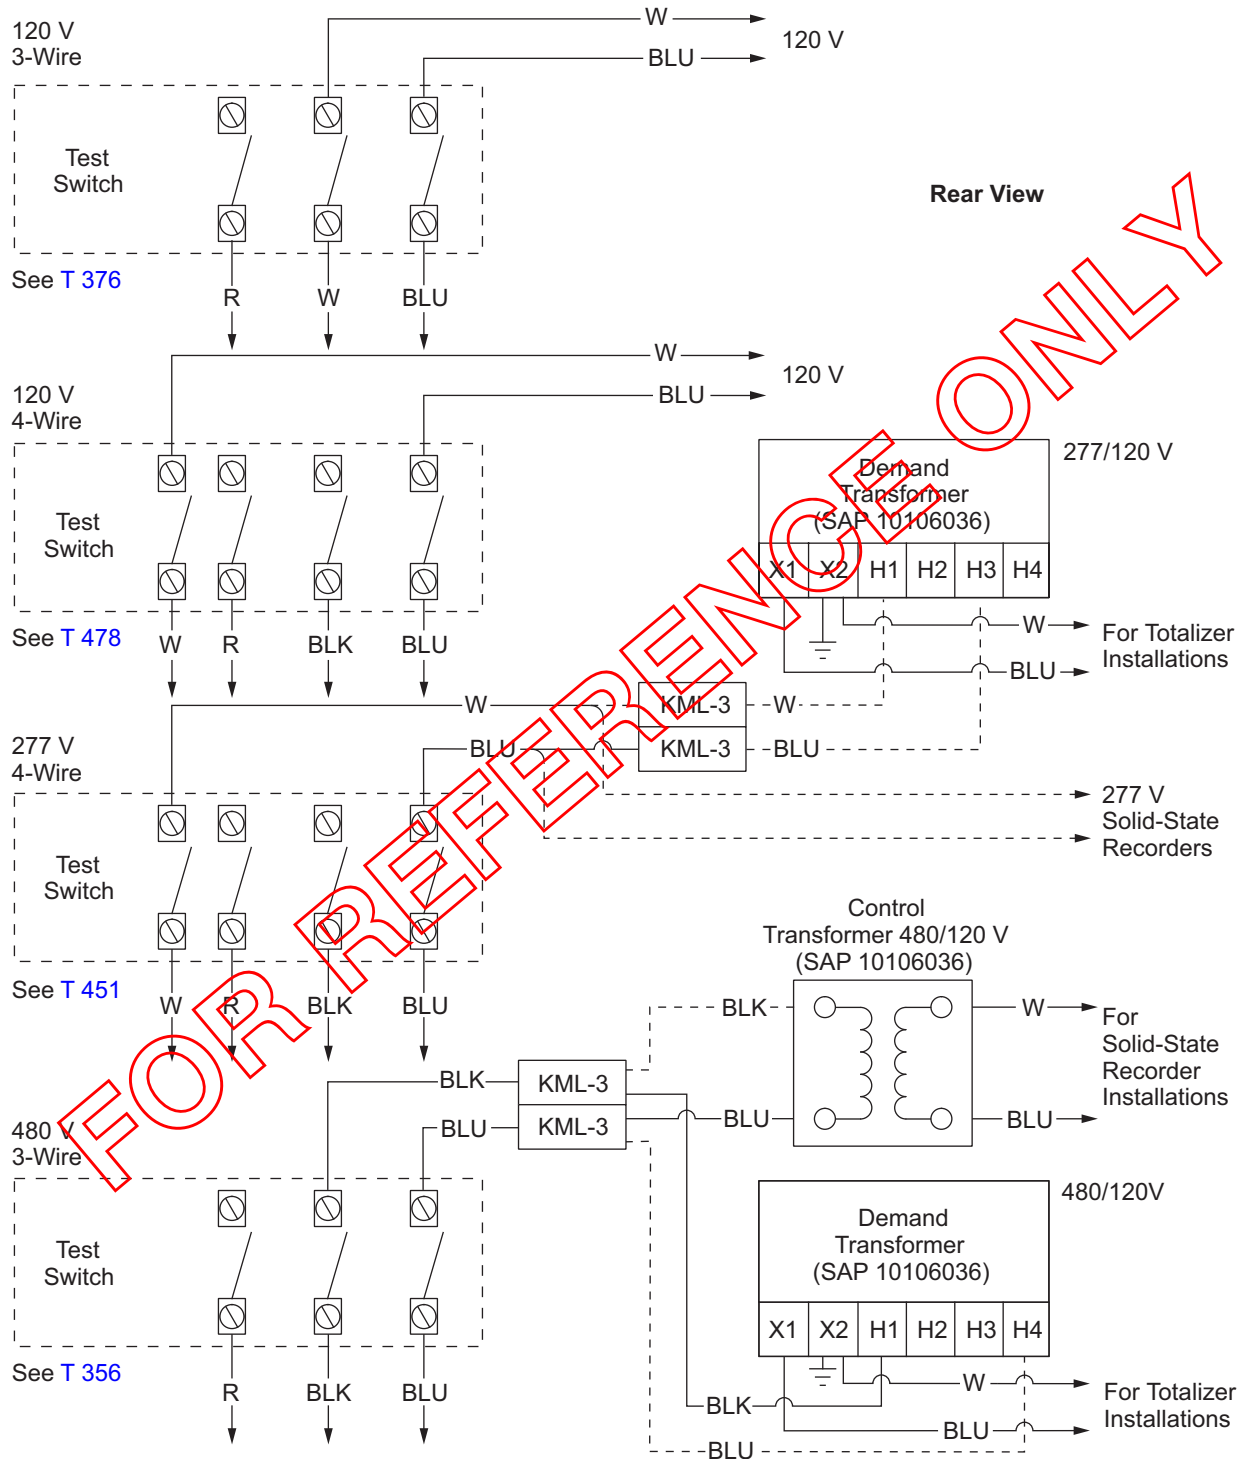 120 V
3-Wire
W
BLU
120 V
Test
Switch
Rear View
See T 376
R
W
BLU
W
BLU
120 V
120 V
4-Wire
Test
Switch
277/120 V
Demand
Transformer
(SAP 10106036)
X1 X2 H1 H2 H3 H4
See T 478
W
R
BLK
BLU
W
BLU
For Totalizer
Installations
277 V
4-Wire
W
KML-3
W
BLU
KML-3
BLU
Test
Switch
277 V
Solid-State
Recorders
See T 451
W
R
BLK
BLU
Control
Transformer 480/120 V
(SAP 10106036)
BLK
W
BLU
BLU
For
Solid-State
Recorder
Installations
480 V
3-Wire
BLK
KML-3
BLU
KML-3
Test
Switch
480/120V
Demand
Transformer
(SAP 10106036)
X1 X2 H1 H2 H3 H4
See T 356
R
BLK
BLU
W
BLK
BLU
BLU
For Totalizer
Installations
FOR REFERENCE ONLY